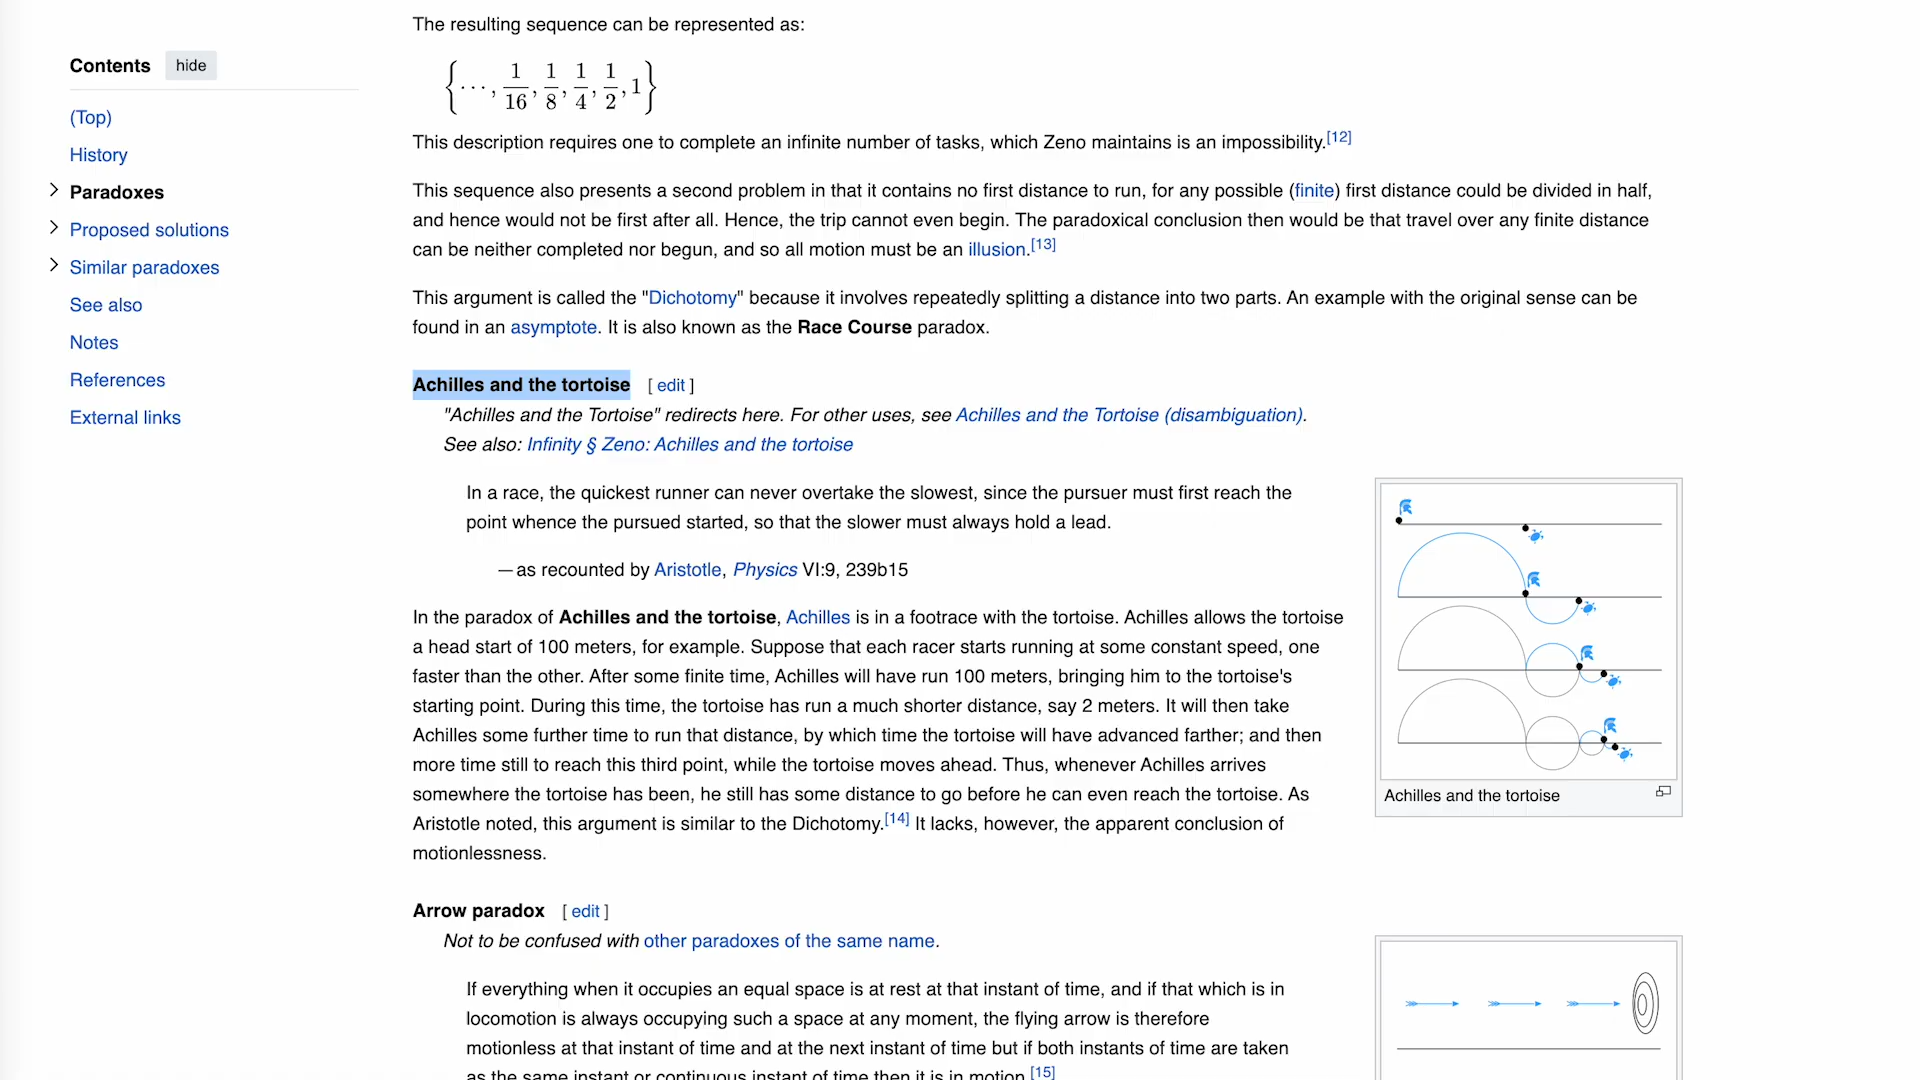 Contents hide
(Top)
History
Paradoxes
Proposed solutions
Similar paradoxes
See also
Notes
References
External links
The resulting sequence can be represented as:
{⋯, 1/16, 1/8, 1/4, 1/2, 1}
This description requires one to complete an infinite number of tasks, which Zeno maintains is an impossibility.[12]
This sequence also presents a second problem in that it contains no first distance to run, for any possible (finite) first distance could be divided in half,
and hence would not be first after all. Hence, the trip cannot even begin. The paradoxical conclusion then would be that travel over any finite distance
can be neither completed nor begun, and so all motion must be an illusion.[13]
This argument is called the "Dichotomy" because it involves repeatedly splitting a distance into two parts. An example with the original sense can be
found in an asymptote. It is also known as the Race Course paradox.
Achilles and the tortoise [ edit ]
"Achilles and the Tortoise" redirects here. For other uses, see Achilles and the Tortoise (disambiguation).
See also: Infinity § Zeno: Achilles and the tortoise
In a race, the quickest runner can never overtake the slowest, since the pursuer must first reach the
point whence the pursued started, so that the slower must always hold a lead.
— as recounted by Aristotle, Physics VI:9, 239b15
In the paradox of Achilles and the tortoise, Achilles is in a footrace with the tortoise. Achilles allows the tortoise
a head start of 100 meters, for example. Suppose that each racer starts running at some constant speed, one
faster than the other. After some finite time, Achilles will have run 100 meters, bringing him to the tortoise's
starting point. During this time, the tortoise has run a much shorter distance, say 2 meters. It will then take
Achilles some further time to run that distance, by which time the tortoise will have advanced farther; and then
more time still to reach this third point, while the tortoise moves ahead. Thus, whenever Achilles arrives
somewhere the tortoise has been, he still has some distance to go before he can even reach the tortoise. As
Aristotle noted, this argument is similar to the Dichotomy.[14] It lacks, however, the apparent conclusion of
motionlessness.
Achilles and the tortoise
Arrow paradox [ edit ]
Not to be confused with other paradoxes of the same name.
If everything when it occupies an equal space is at rest at that instant of time, and if that which is in
locomotion is always occupying such a space at any moment, the flying arrow is therefore
motionless at that instant of time and at the next instant of time but if both instants of time are taken
as the same instant or continuous instant of time then it is in motion.[15]